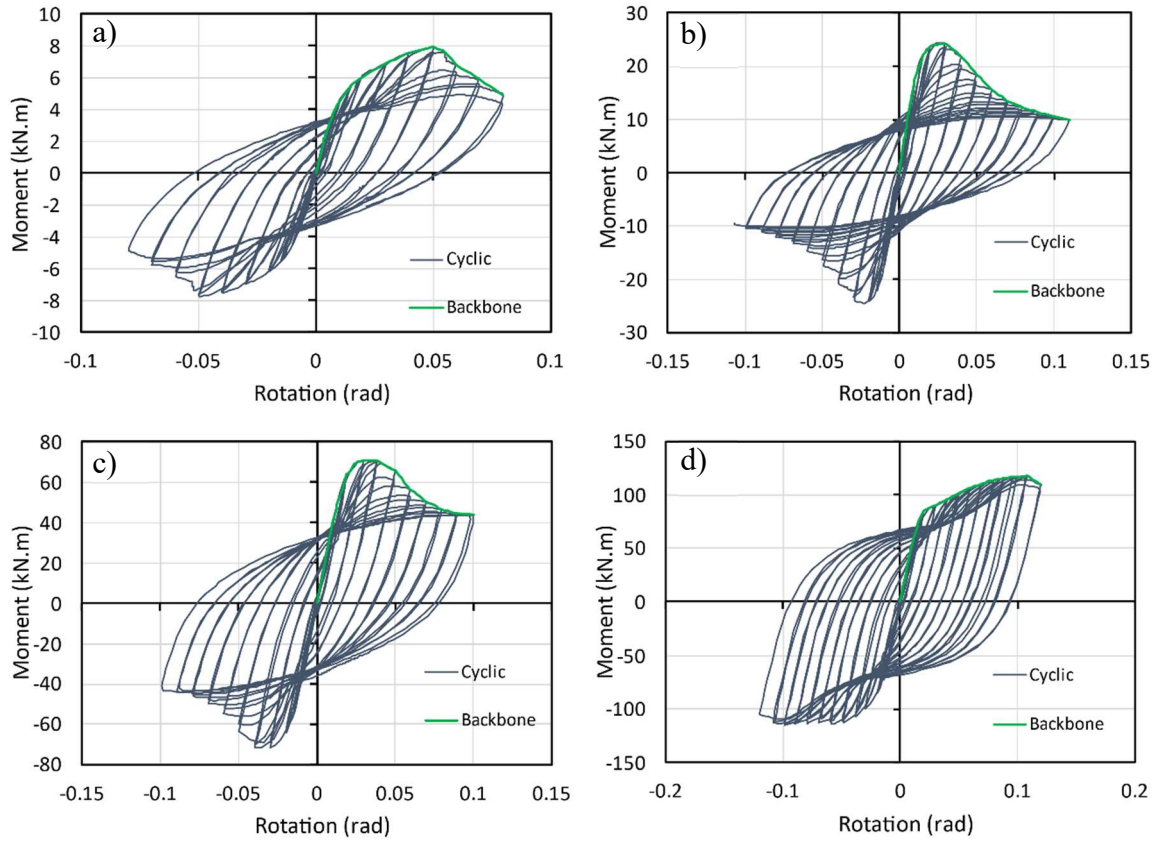 a)
10
8
6
4
2
0
-2
-4
-6
-8
-10
Moment (kN.m)
-0.1 -0.05 0 0.05 0.1
Rotation (rad)
Cyclic
Backbone
b)
30
20
10
0
-10
-20
-30
Moment (kN.m)
-0.15 -0.1 -0.05 0 0.05 0.1 0.15
Rotation (rad)
Cyclic
Backbone
c)
80
60
40
20
0
-20
-40
-60
-80
Moment (kN.m)
-0.15 -0.1 -0.05 0 0.05 0.1 0.15
Rotation (rad)
Cyclic
Backbone
d)
150
100
50
0
-50
-100
-150
Moment (kN.m)
-0.2 -0.1 0 0.1 0.2
Rotation (rad)
Cyclic
Backbone